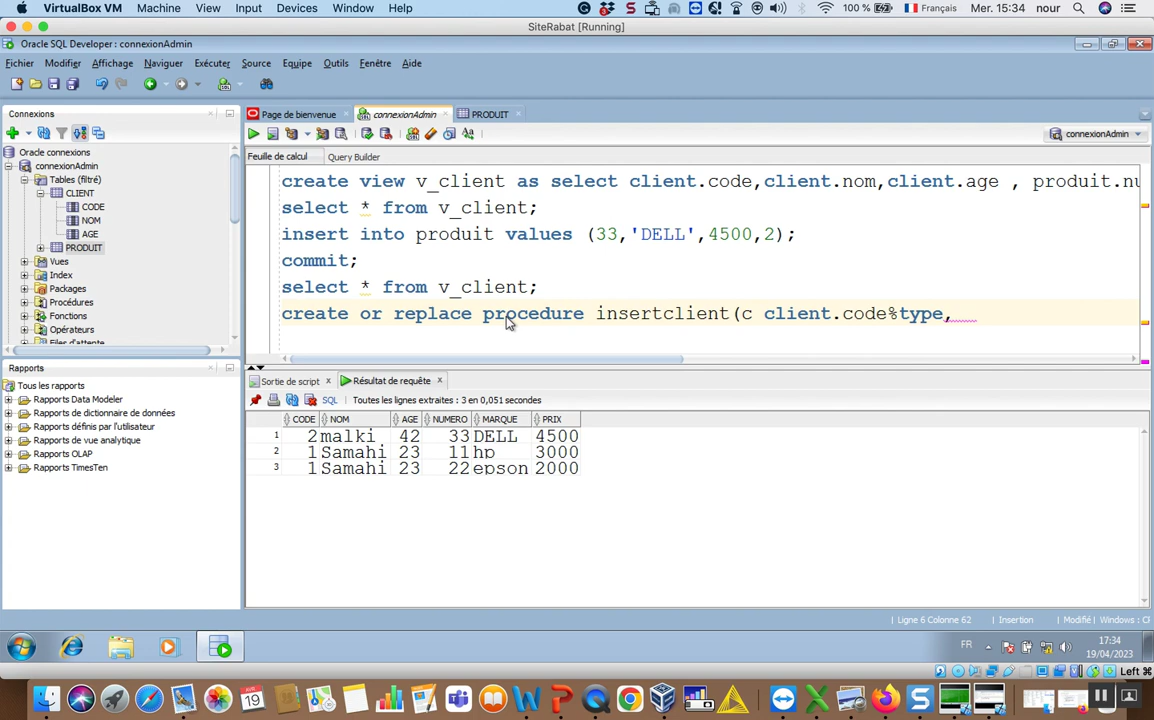 VirtualBox VM Machine View Input Devices Window Help
100 % Français Mer. 15:34 nour
SiteRabat [Running]
Oracle SQL Developer : connexionAdmin
Fichier Modifier Affichage Naviguer Exécuter Source Equipe Outils Fenêtre Aide
Connexions
Page de bienvenue connexionAdmin PRODUIT
connexionAdmin
Feuille de calcul Query Builder
Oracle connexions
connexionAdmin
Tables (filtré)
CLIENT
CODE
NOM
AGE
PRODUIT
Vues
Index
Packages
Procédures
Fonctions
Opérateurs
Files d'attente
create view v_client as select client.code,client.nom,client.age , produit.nu
select * from v_client;
insert into produit values (33,'DELL',4500,2);
commit;
select * from v_client;
create or replace procedure insertclient(c client.code%type,
Rapports
Tous les rapports
Rapports Data Modeler
Rapports de dictionnaire de données
Rapports définis par l'utilisateur
Rapports de vue analytique
Rapports OLAP
Rapports TimesTen
Sortie de script Résultat de requête
SQL Toutes les lignes extraites : 3 en 0,051 secondes
CODE NOM AGE NUMERO MARQUE PRIX
1 2 malki 42 33 DELL 4500
2 1 Samahi 23 11 hp 3000
3 1 Samahi 23 22 epson 2000
Ligne 6 Colonne 62 Insertion Modifié Windows : Cl
FR
17:34
19/04/2023
Left ⌘